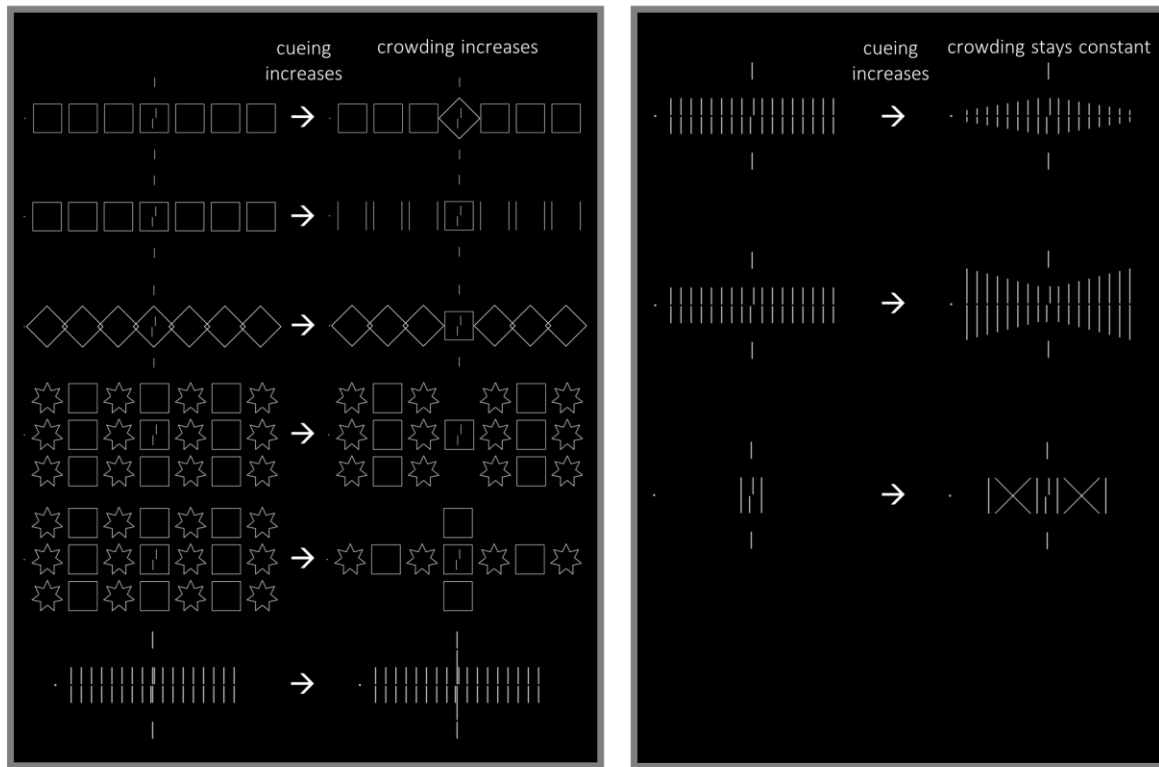 cueing
increases
crowding increases
cueing
increases
crowding stays constant